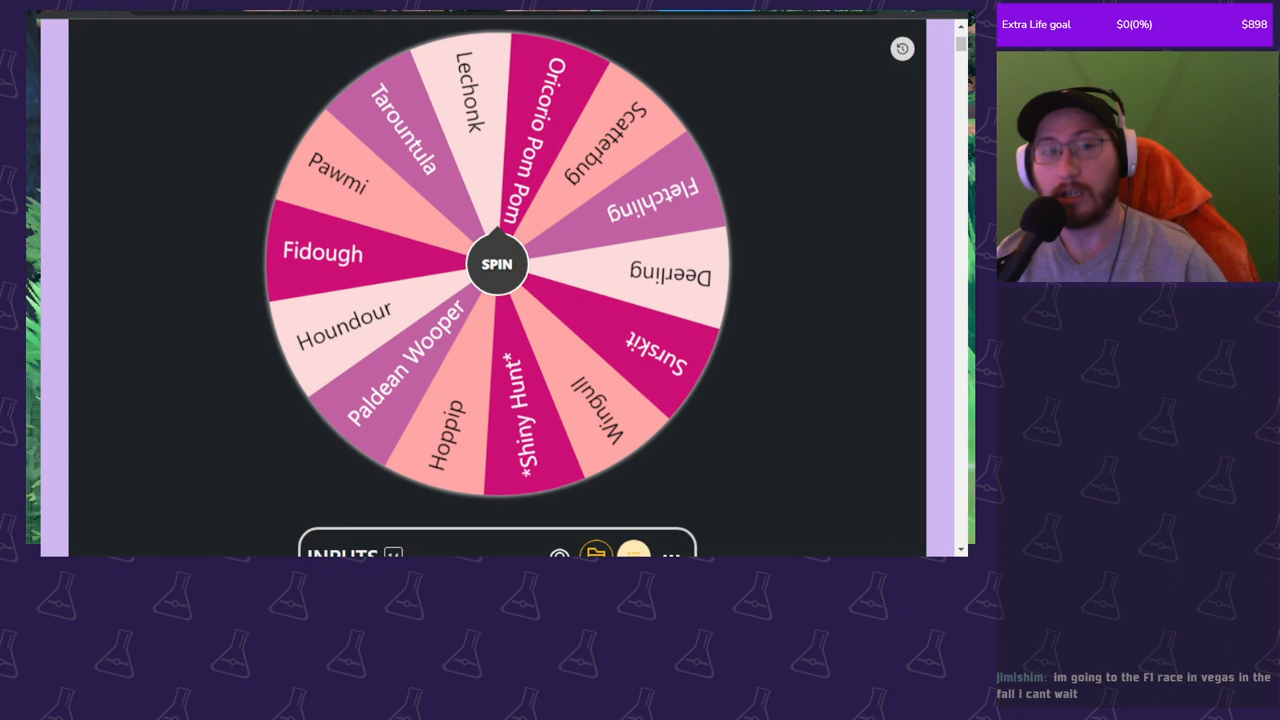 Extra Life goal $0(0%) $898
Lechonk
Oricorio Pom Pom
Scatterbug
Fletchling
Deerling
Surskit
Wingull
*Shiny Hunt*
Hoppip
Paldean Wooper
Houndour
Fidough
Pawmi
Tarountula
SPIN
INPUTS 14
jimishim: im going to the F1 race in vegas in the
fall i cant wait